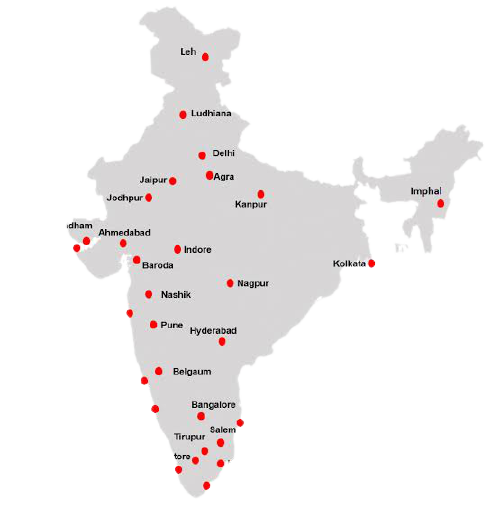 Leh
Ludhiana
Delhi
Jaipur
Agra
Jodhpur
Kanpur
Imphal
dham
Ahmedabad
Indore
Baroda
Kolkata
Nagpur
Nashik
Pune
Hyderabad
Belgaum
Bangalore
Salem
Tirupur
tore